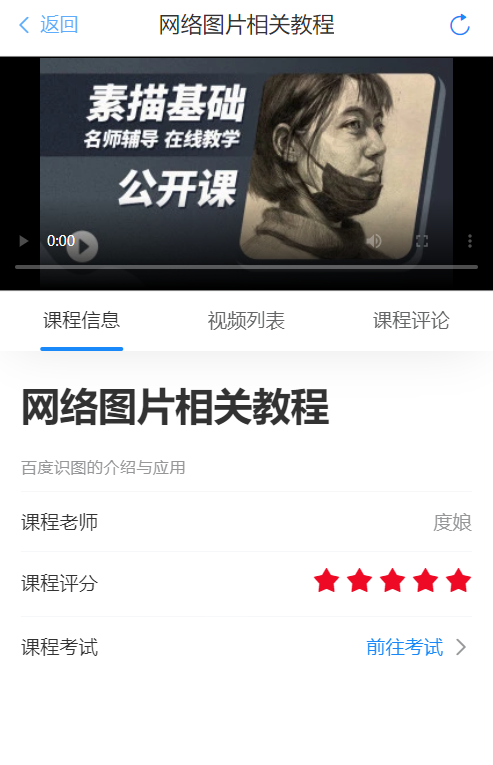 返回 网络图片相关教程
素描基础
名师辅导 在线教学
公开课
0:00
课程信息 视频列表 课程评论
网络图片相关教程
百度识图的介绍与应用
课程老师 度娘
课程评分
课程考试 前往考试